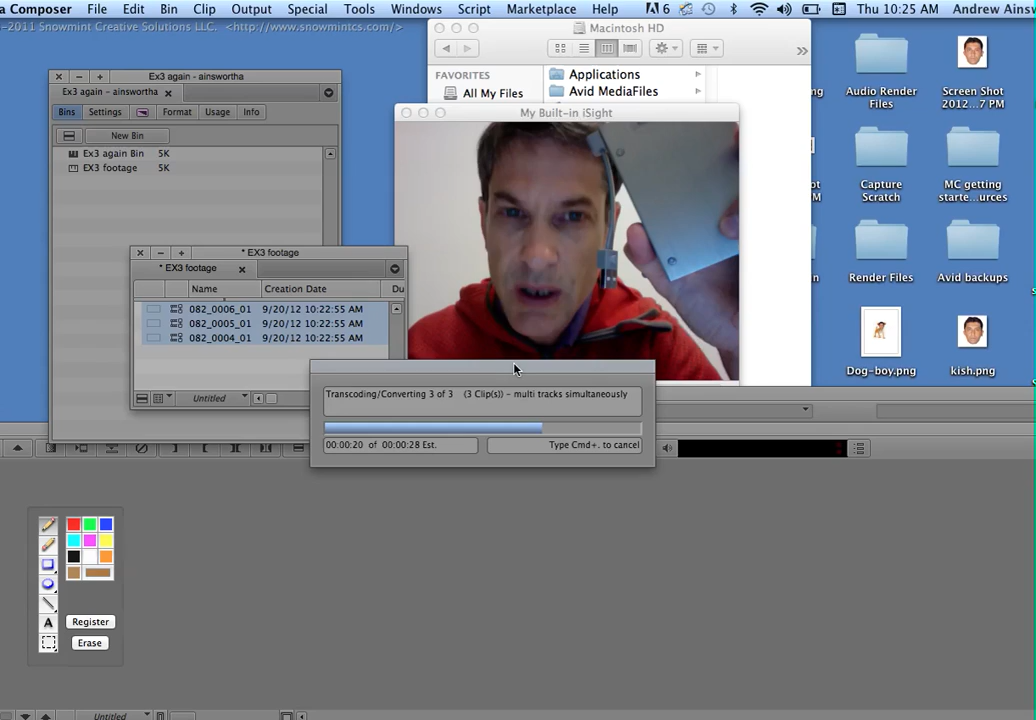 a Composer File Edit Bin Clip Output Special Tools Windows Script Marketplace Help 6 Thu 10:25 AM Andrew Ainsw
-2011 Snowmint Creative Solutions LLC. <http://www.snowmintcs.com/>
Ex3 again - ainswortha
Ex3 again - ainswortha
Bins Settings Format Usage Info
New Bin
Ex3 again Bin 5K
EX3 footage 5K
Macintosh HD
FAVORITES
All My Files
Applications
Avid MediaFiles
My Built-in iSight
* EX3 footage
* EX3 footage
Name Creation Date Du
082_0006_01 9/20/12 10:22:55 AM
082_0005_01 9/20/12 10:22:55 AM
082_0004_01 9/20/12 10:22:55 AM
Untitled
Transcoding/Converting 3 of 3 (3 Clip(s)) - multi tracks simultaneously
00:00:20 of 00:00:28 Est. Type Cmd+. to cancel
ng
Audio Render
Files
Screen Shot
2012...7 PM
ot
PM
Capture
Scratch
MC getting
starte...urces
Render Files
Avid backups
Dog-boy.png
kish.png
A
Register
Erase
Untitled